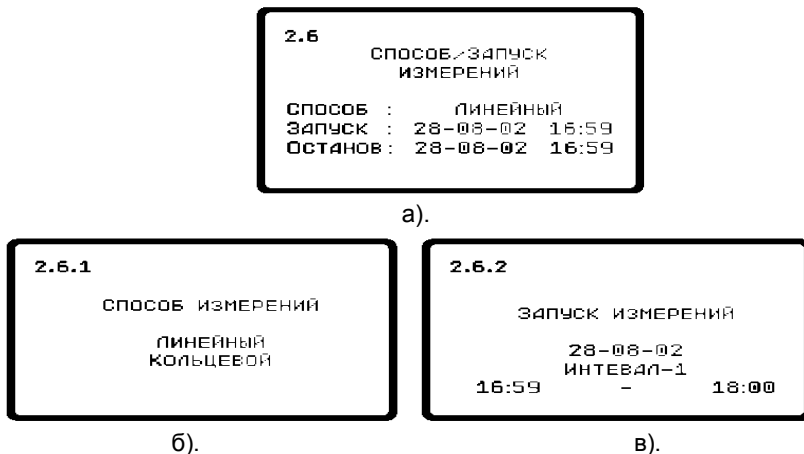 2.6
СПОСОБ/ЗАПУСК
ИЗМЕРЕНИЙ
СПОСОБ : ЛИНЕЙНЫЙ
ЗАПУСК : 28-08-02 16:59
ОСТАНОВ: 28-08-02 16:59
а).
2.6.1
СПОСОБ ИЗМЕРЕНИЙ
ЛИНЕЙНЫЙ
КОЛЬЦЕВОЙ
б).
2.6.2
ЗАПУСК ИЗМЕРЕНИЙ
28-08-02
ИНТЕВАЛ-1
16:59 - 18:00
в).